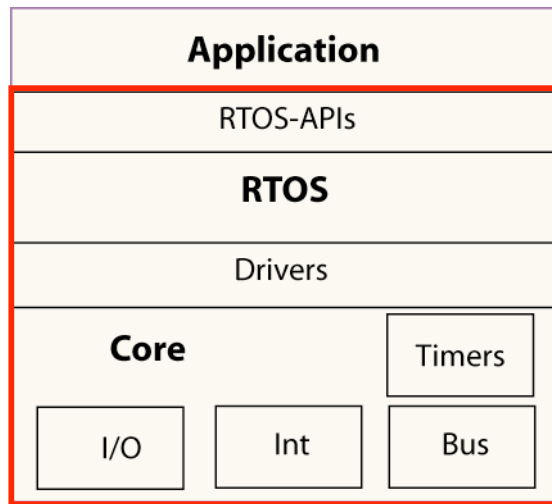 Application
RTOS-APIs
RTOS
Drivers
Core
Timers
I/O
Int
Bus